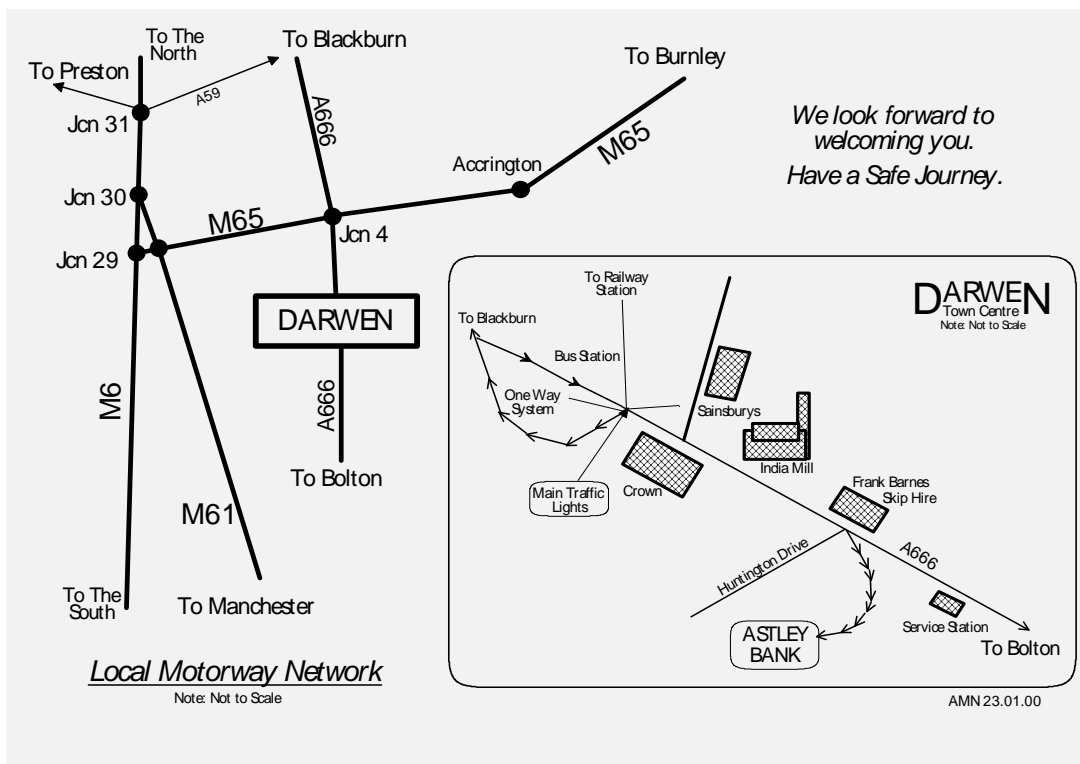 To The
North
To Blackburn
To Burnley
To Preston
A59
Jcn 31
A666
M65
We look forward to
welcoming you.
Have a Safe Journey.
Accrington
Jcn 30
M65
Jcn 4
Jcn 29
DARWEN
M6
A666
To Bolton
M61
To The
South
To Manchester
Local Motorway Network
Note: Not to Scale
DARWEN
Town Centre
Note: Not to Scale
To Railway
Station
To Blackburn
Bus Station
One Way
System
Sainsburys
India Mill
Main Traffic
Lights
Crown
Frank Barnes
Skip Hire
A666
Huntington Drive
Service Station
ASTLEY
BANK
To Bolton
AMN 23.01.00